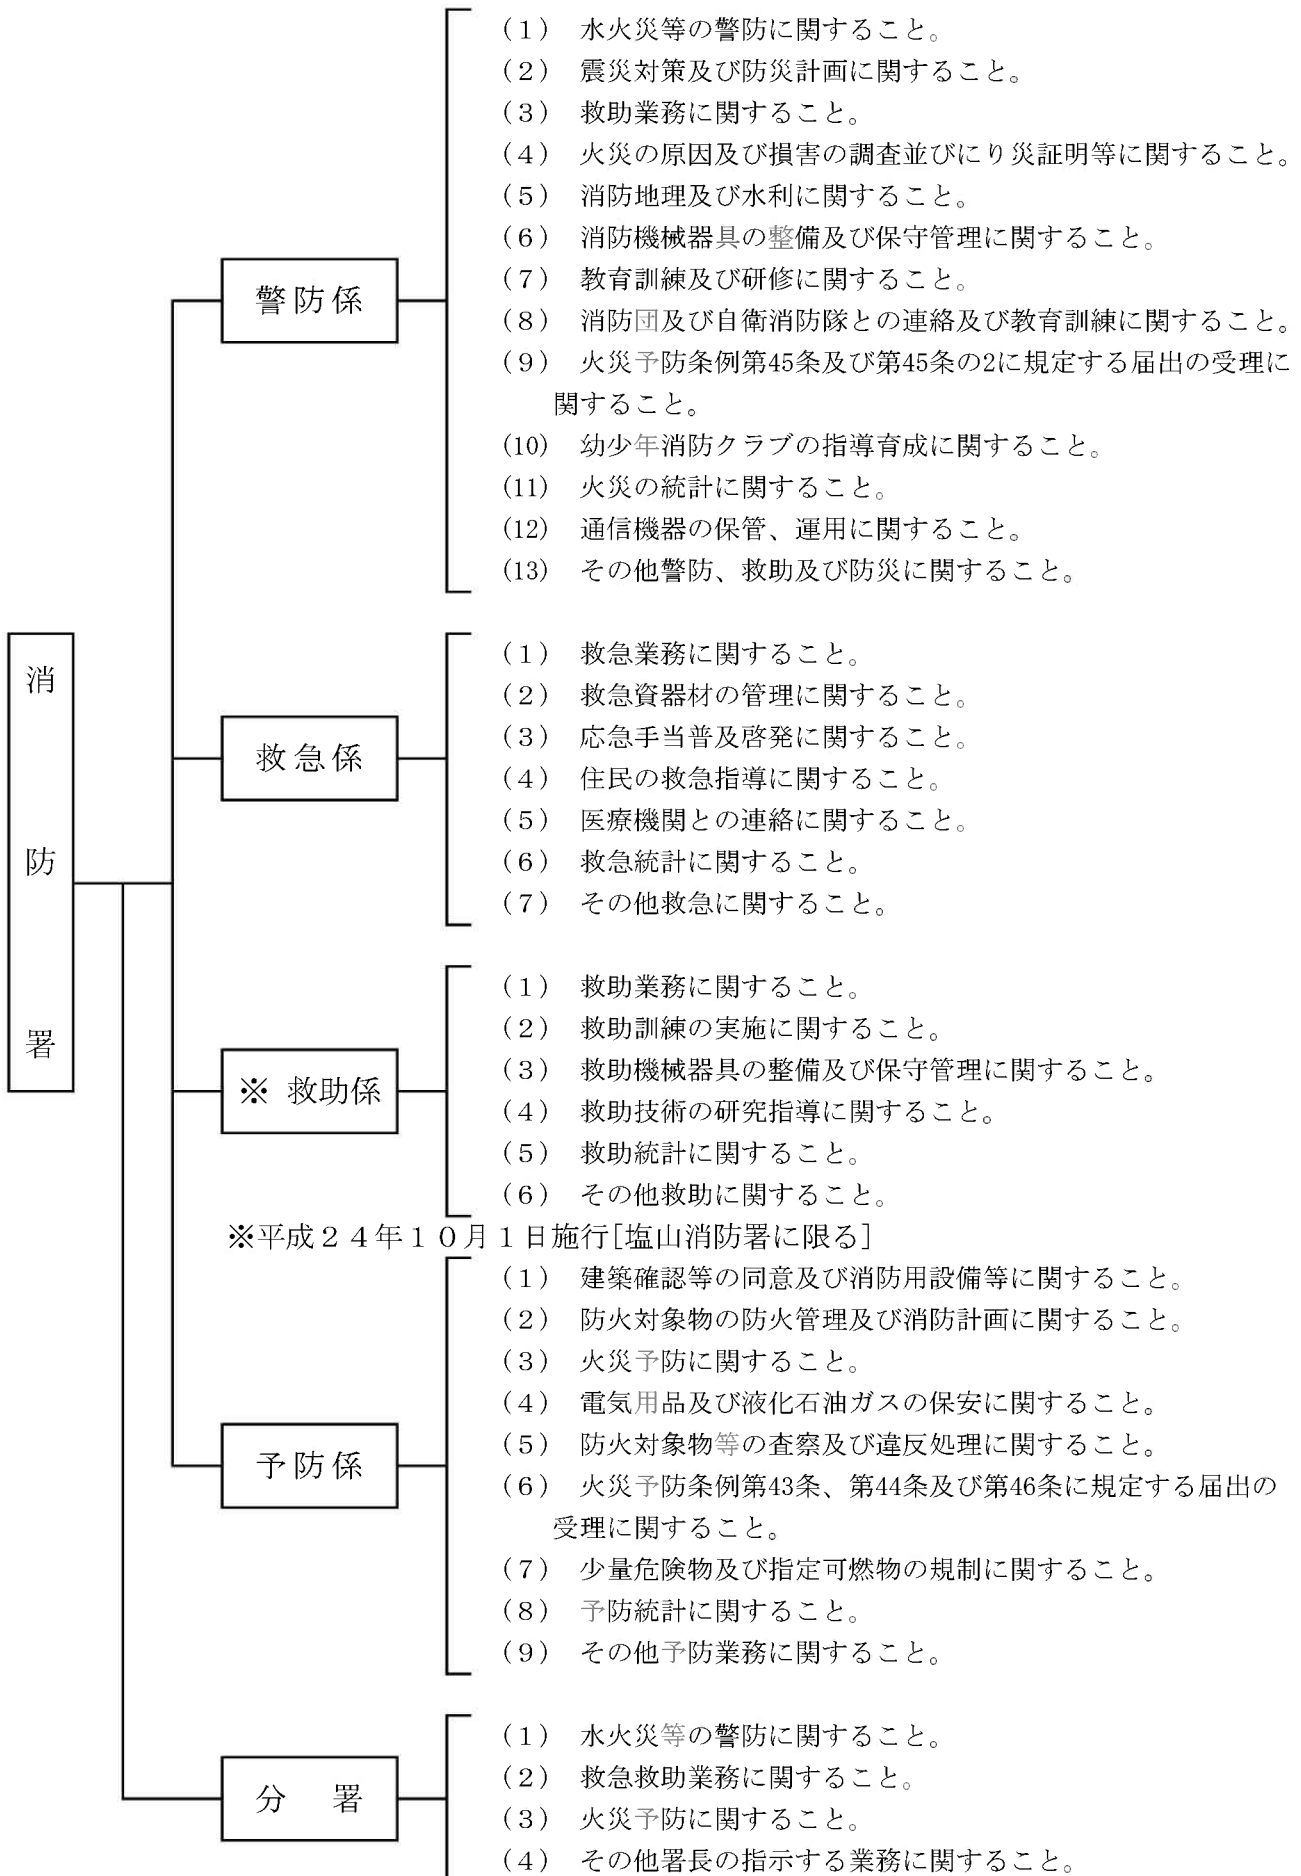 消防署
警防係
（1）　水火災等の警防に関すること。
（2）　震災対策及び防災計画に関すること。
（3）　救助業務に関すること。
（4）　火災の原因及び損害の調査並びにり災証明等に関すること。
（5）　消防地理及び水利に関すること。
（6）　消防機械器具の整備及び保守管理に関すること。
（7）　教育訓練及び研修に関すること。
（8）　消防団及び自衛消防隊との連絡及び教育訓練に関すること。
（9）　火災予防条例第45条及び第45条の2に規定する届出の受理に
関すること。
(10)　幼少年消防クラブの指導育成に関すること。
(11)　火災の統計に関すること。
(12)　通信機器の保管、運用に関すること。
(13)　その他警防、救助及び防災に関すること。
救急係
（1）　救急業務に関すること。
（2）　救急資器材の管理に関すること。
（3）　応急手当普及啓発に関すること。
（4）　住民の救急指導に関すること。
（5）　医療機関との連絡に関すること。
（6）　救急統計に関すること。
（7）　その他救急に関すること。
※ 救助係
（1）　救助業務に関すること。
（2）　救助訓練の実施に関すること。
（3）　救助機械器具の整備及び保守管理に関すること。
（4）　救助技術の研究指導に関すること。
（5）　救助統計に関すること。
（6）　その他救助に関すること。
※平成２４年１０月１日施行[塩山消防署に限る]
予防係
（1）　建築確認等の同意及び消防用設備等に関すること。
（2）　防火対象物の防火管理及び消防計画に関すること。
（3）　火災予防に関すること。
（4）　電気用品及び液化石油ガスの保安に関すること。
（5）　防火対象物等の査察及び違反処理に関すること。
（6）　火災予防条例第43条、第44条及び第46条に規定する届出の
受理に関すること。
（7）　少量危険物及び指定可燃物の規制に関すること。
（8）　予防統計に関すること。
（9）　その他予防業務に関すること。
分　署
（1）　水火災等の警防に関すること。
（2）　救急救助業務に関すること。
（3）　火災予防に関すること。
（4）　その他署長の指示する業務に関すること。